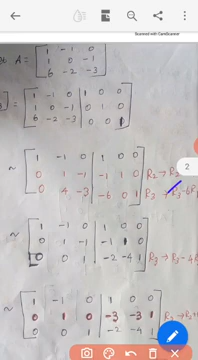 Scanned with CamScanner
A = [ 1 -1 0
1 0 -1
6 -2 -3 ]
= [ 1 -1 0 | 1 0 0
1 0 -1 | 0 1 0
6 -2 -3 | 0 0 1 ]
~ [ 1 -1 0 | 1 0 0
0 1 -1 | -1 1 0 R2 →
0 4 -3 | -6 0 1 ] R3 → R3-6R
2
~ [ 1 -1 0 | 1 0 0
0 1 -1 | -1 1 0
0 0 1 | -2 -4 1 ] R3 → R3-4R
~ [ 1 -1 0 | 1 0 0
0 1 0 | -3 -3 1
0 0 1 | -2 -4 1 ]